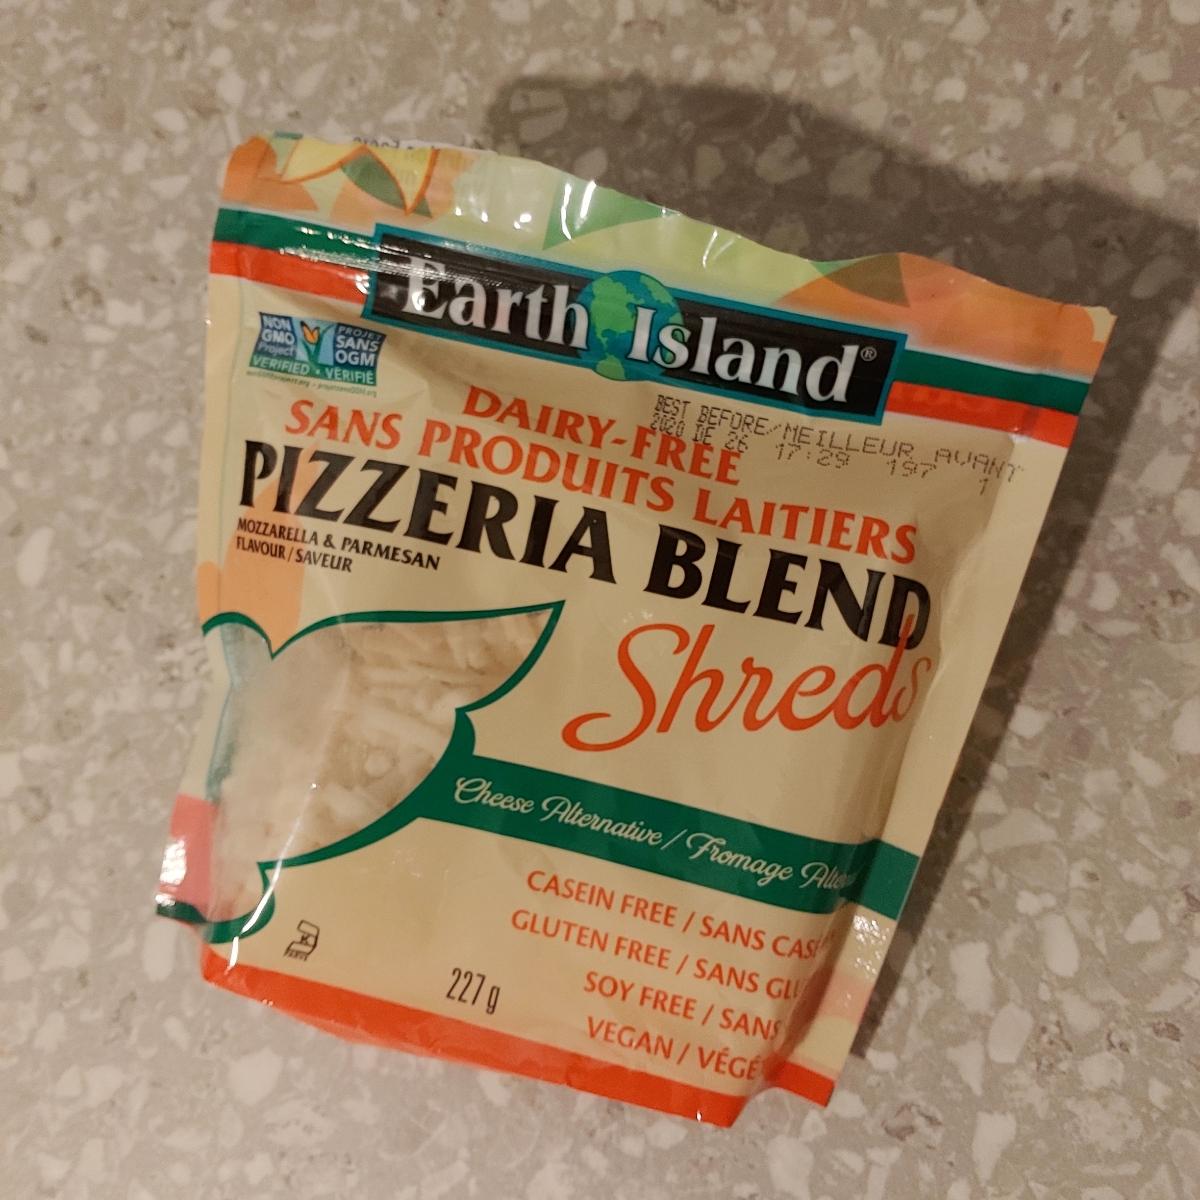 Earth Island®
NON
GMO
Project
VERIFIED • VÉRIFIÉ
PROJET
SANS
OGM
DAIRY-FREE
SANS PRODUITS LAITIERS
BEST BEFORE/MEILLEUR AVANT
2020 DE 26 17:29 197 1
PIZZERIA BLEND
MOZZARELLA & PARMESAN
FLAVOUR / SAVEUR
Shreds
Cheese Alternative / Fromage
CASEIN FREE / SANS
GLUTEN FREE / SANS
SOY FREE / SANS
VEGAN /
227 g